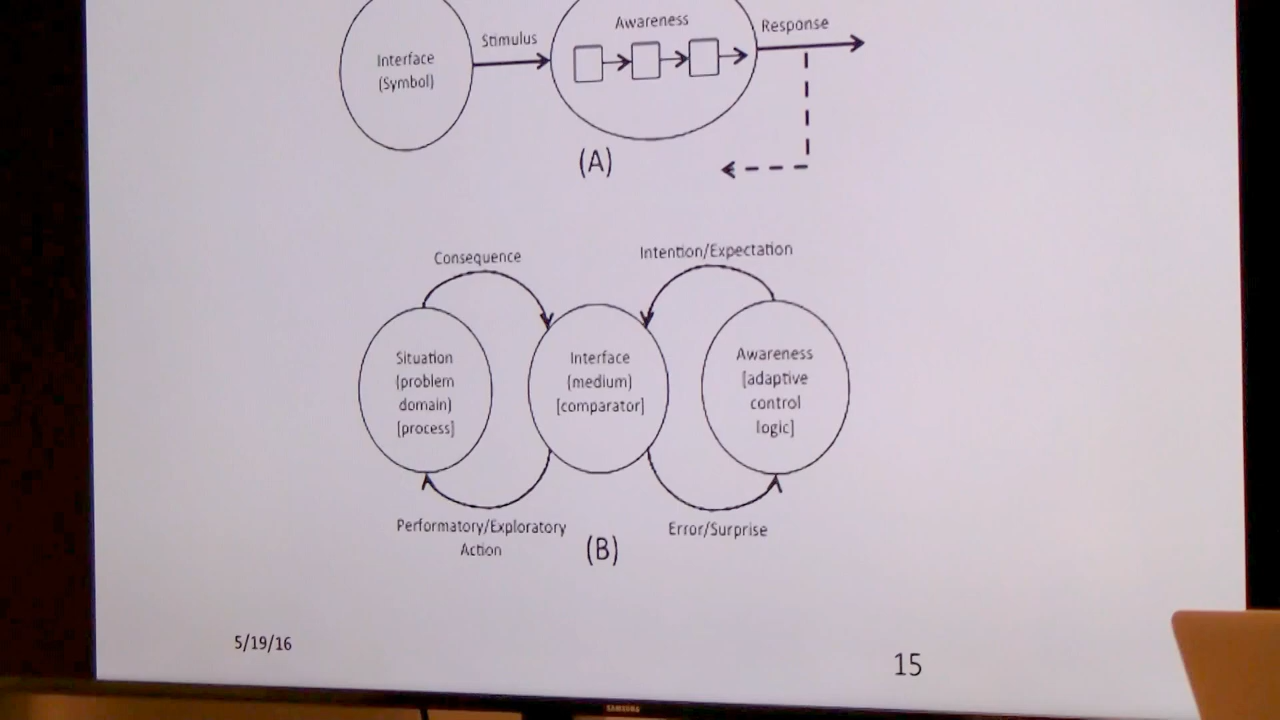 Interface
(Symbol)
Stimulus
Awareness
Response
(A)
Consequence
Intention/Expectation
Situation
(problem
domain)
[process]
Interface
(medium)
[comparator]
Awareness
[adaptive
control
logic]
Performatory/Exploratory
Action
Error/Surprise
(B)
5/19/16
15
SAMSUNG